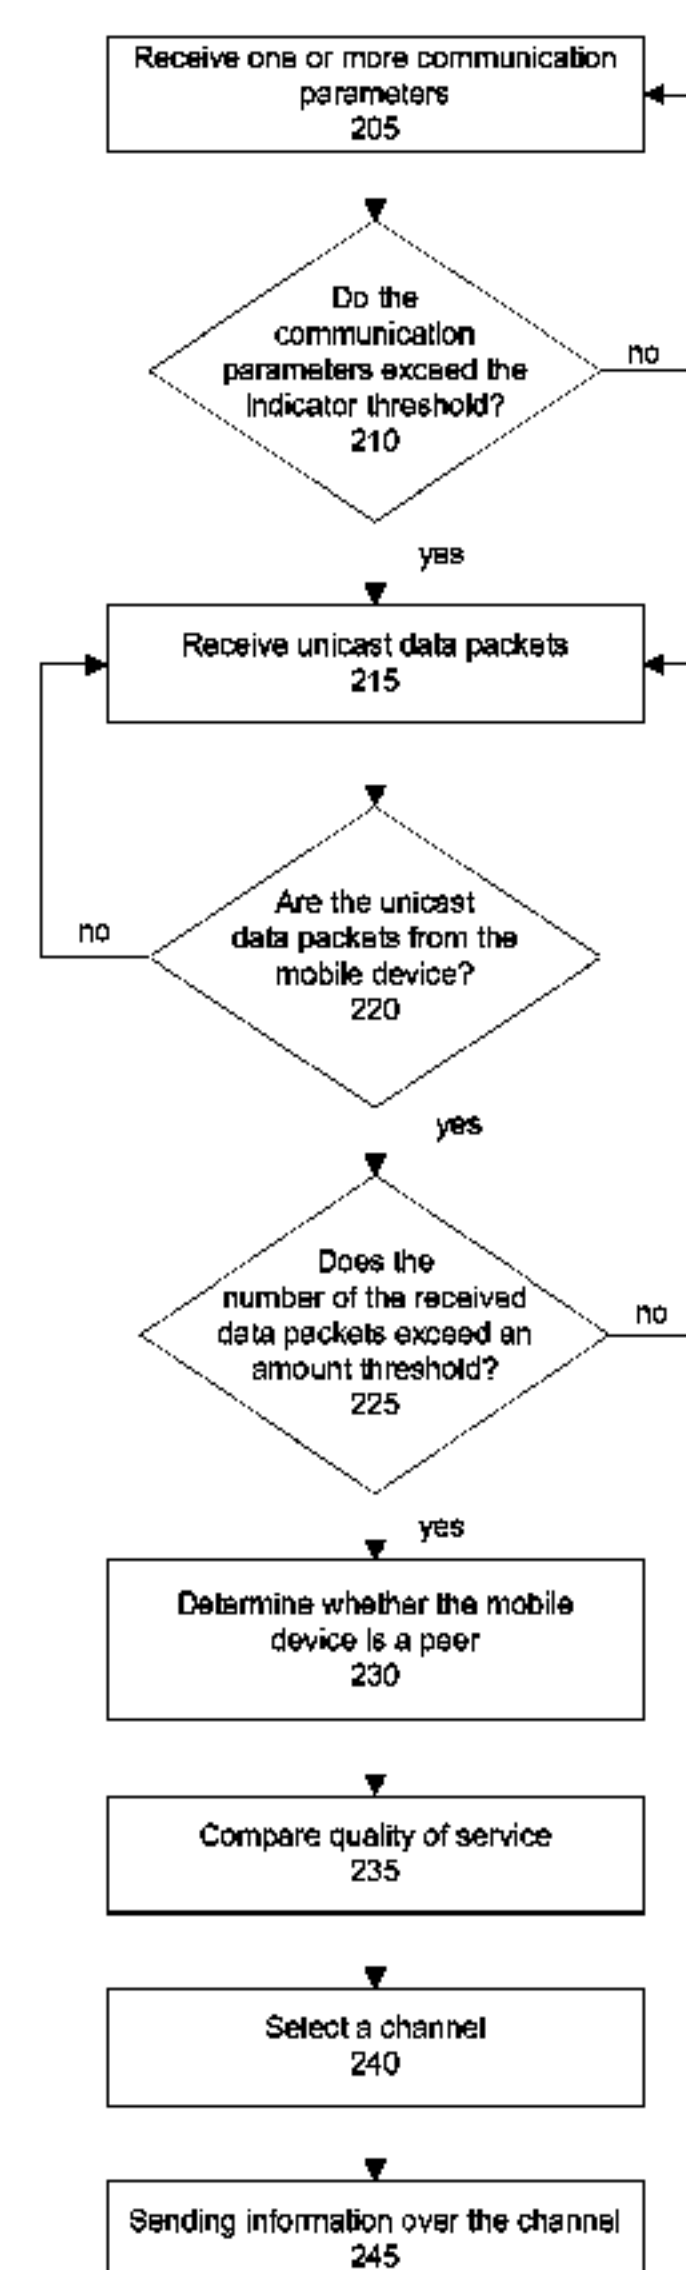 Receive one or more communication
parameters
205
Do the
communication
parameters exceed the
Indicator threshold?
210
no
yes
Receive unicast data packets
215
Are the unicast
data packets from the
mobile device?
220
no
yes
Does the
number of the received
data packets exceed an
amount threshold?
225
no
yes
Determine whether the mobile
device is a peer
230
Compare quality of service
235
Select a channel
240
Sending information over the channel
245